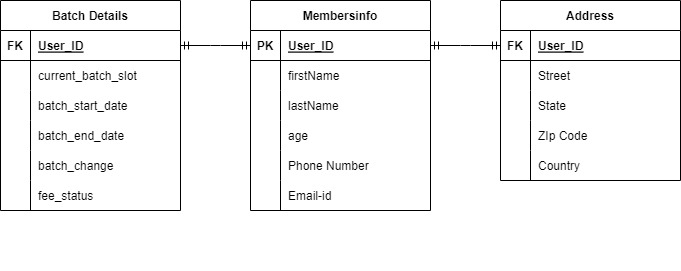 Batch Details
FK User_ID
current_batch_slot
batch_start_date
batch_end_date
batch_change
fee_status
Membersinfo
PK User_ID
firstName
lastName
age
Phone Number
Email-id
Address
FK User_ID
Street
State
ZIp Code
Country